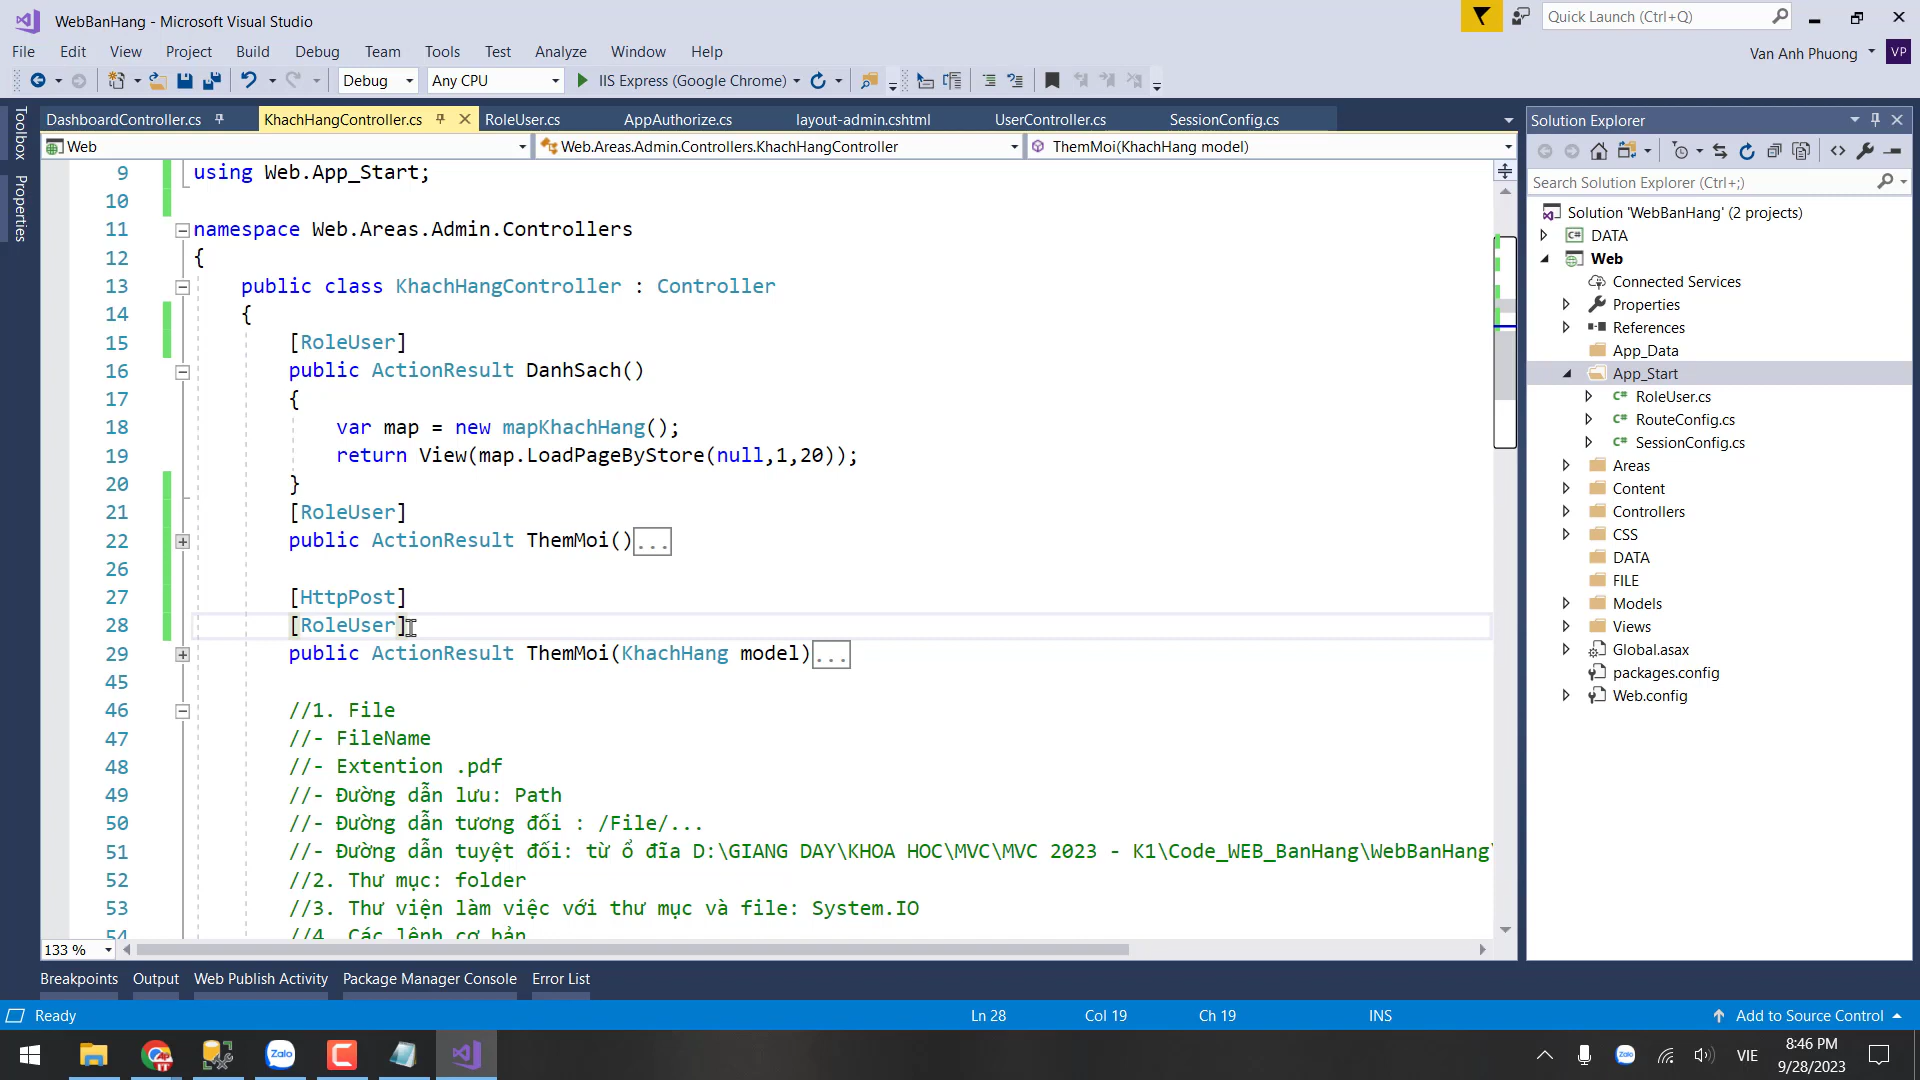 WebBanHang - Microsoft Visual Studio
Quick Launch (Ctrl+Q)
File Edit View Project Build Debug Team Tools Test Analyze Window Help
Van Anh Phuong VP
Debug Any CPU IIS Express (Google Chrome)
Toolbox
Properties
DashboardController.cs KhachHangController.cs RoleUser.cs AppAuthorize.cs layout-admin.cshtml UserController.cs SessionConfig.cs
Web Web.Areas.Admin.Controllers.KhachHangController ThemMoi(KhachHang model)
9 using Web.App_Start;
10
11 namespace Web.Areas.Admin.Controllers
12 {
13 public class KhachHangController : Controller
14 {
15 [RoleUser]
16 public ActionResult DanhSach()
17 {
18 var map = new mapKhachHang();
19 return View(map.LoadPageByStore(null,1,20));
20 }
21 [RoleUser]
22 public ActionResult ThemMoi()...
26
27 [HttpPost]
28 [RoleUser]
29 public ActionResult ThemMoi(KhachHang model)...
45
46 //1. File
47 //- FileName
48 //- Extention .pdf
49 //- Đường dẫn lưu: Path
50 //- Đường dẫn tương đối : /File/...
51 //- Đường dẫn tuyệt đối: từ ổ đĩa D:\GIANG DAY\KHOA HOC\MVC\MVC 2023 - K1\Code_WEB_BanHang\WebBanHang\
52 //2. Thư mục: folder
53 //3. Thư viện làm việc với thư mục và file: System.IO
54 //4. Các lệnh cơ bản
133 %
Solution Explorer
Search Solution Explorer (Ctrl+;)
Solution 'WebBanHang' (2 projects)
DATA
Web
Connected Services
Properties
References
App_Data
App_Start
RoleUser.cs
RouteConfig.cs
SessionConfig.cs
Areas
Content
Controllers
CSS
DATA
FILE
Models
Views
Global.asax
packages.config
Web.config
Breakpoints Output Web Publish Activity Package Manager Console Error List
Ready Ln 28 Col 19 Ch 19 INS Add to Source Control
Zalo
Zalo VIE 8:46 PM
9/28/2023